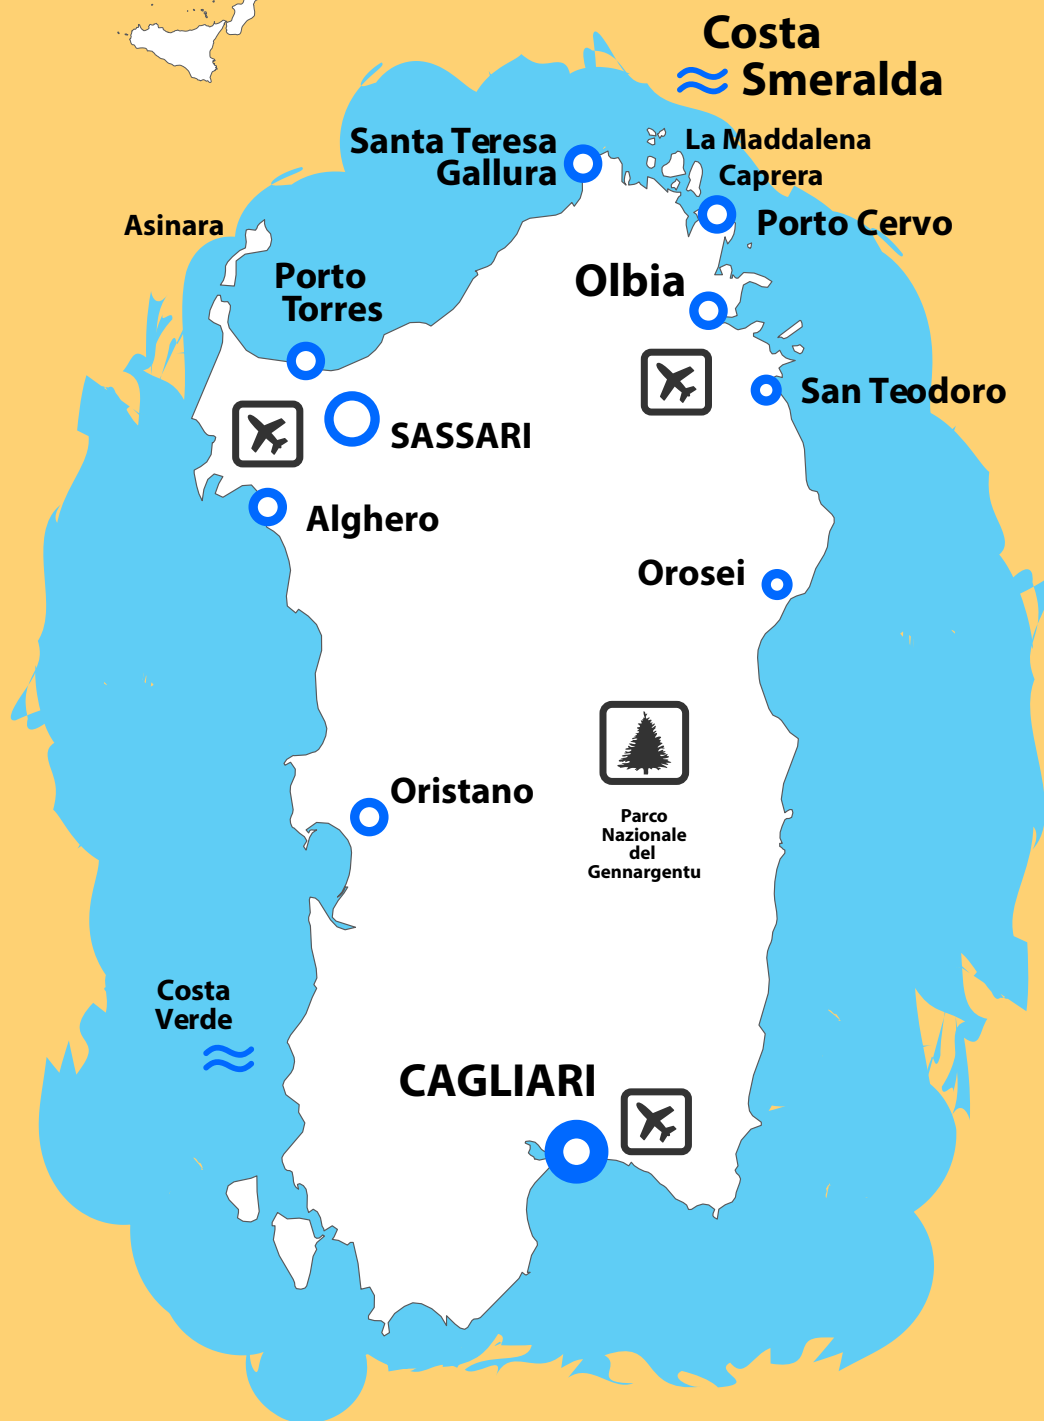 Costa
Smeralda
Santa Teresa
Gallura
La Maddalena
Caprera
Porto Cervo
Asinara
Porto
Torres
Olbia
San Teodoro
SASSARI
Alghero
Orosei
Oristano
Parco
Nazionale
del
Gennargentu
Costa
Verde
CAGLIARI